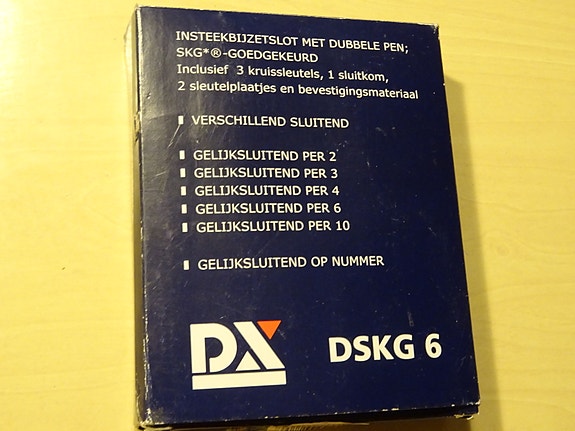 INSTEEKBIJZETSLOT MET DUBBELE PEN;
SKG*®-GOEDGEKEURD
Inclusief 3 kruissleutels, 1 sluitkom,
2 sleutelplaatjes en bevestigingsmateriaal
VERSCHILLEND SLUITEND
GELIJKSLUITEND PER 2
GELIJKSLUITEND PER 3
GELIJKSLUITEND PER 4
GELIJKSLUITEND PER 6
GELIJKSLUITEND PER 10
GELIJKSLUITEND OP NUMMER
DX
DSKG 6